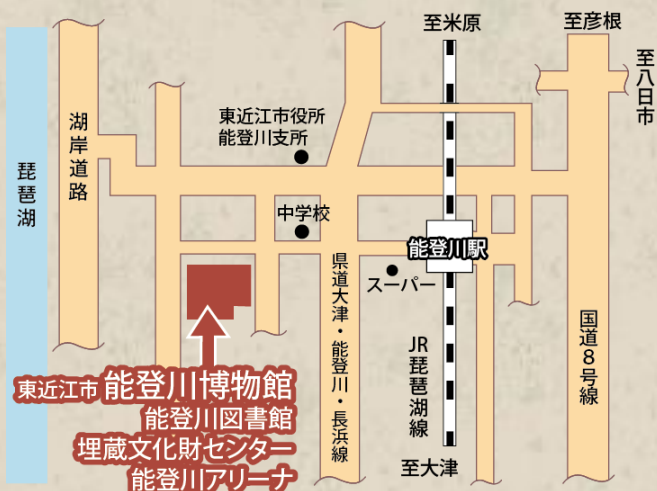 至米原
至彦根
至八日市
湖岸道路
東近江市役所
能登川支所
琵琶湖
中学校
能登川駅
スーパー
県道大津・能登川・長浜線
JR琵琶湖線
国道8号線
至大津
東近江市 能登川博物館
能登川図書館
埋蔵文化財センター
能登川アリーナ